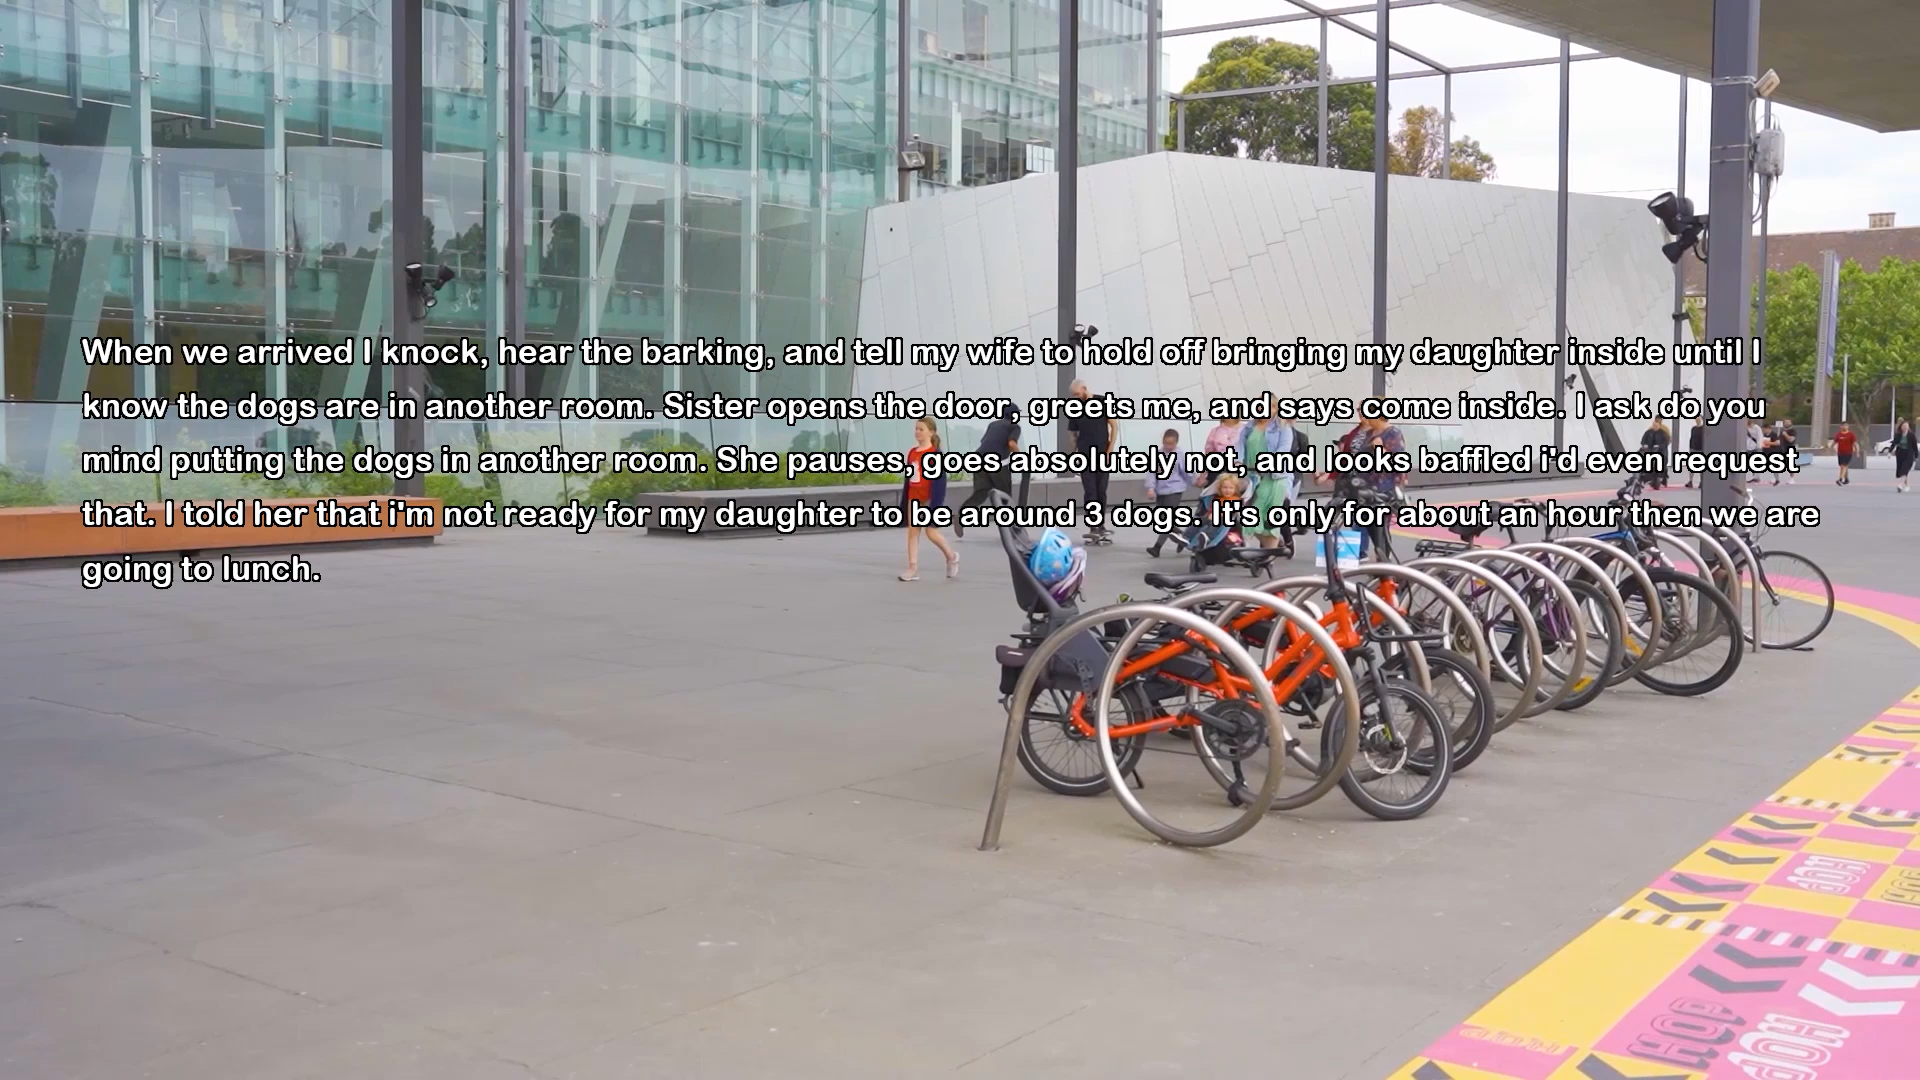 When we arrived I knock, hear the barking, and tell my wife to hold off bringing my daughter inside until I
know the dogs are in another room. Sister opens the door, greets me, and says come inside. I ask do you
mind putting the dogs in another room. She pauses, goes absolutely not, and looks baffled i'd even request
that. I told her that i'm not ready for my daughter to be around 3 dogs. It's only for about an hour then we are
going to lunch.
HOP
HOP
HOP